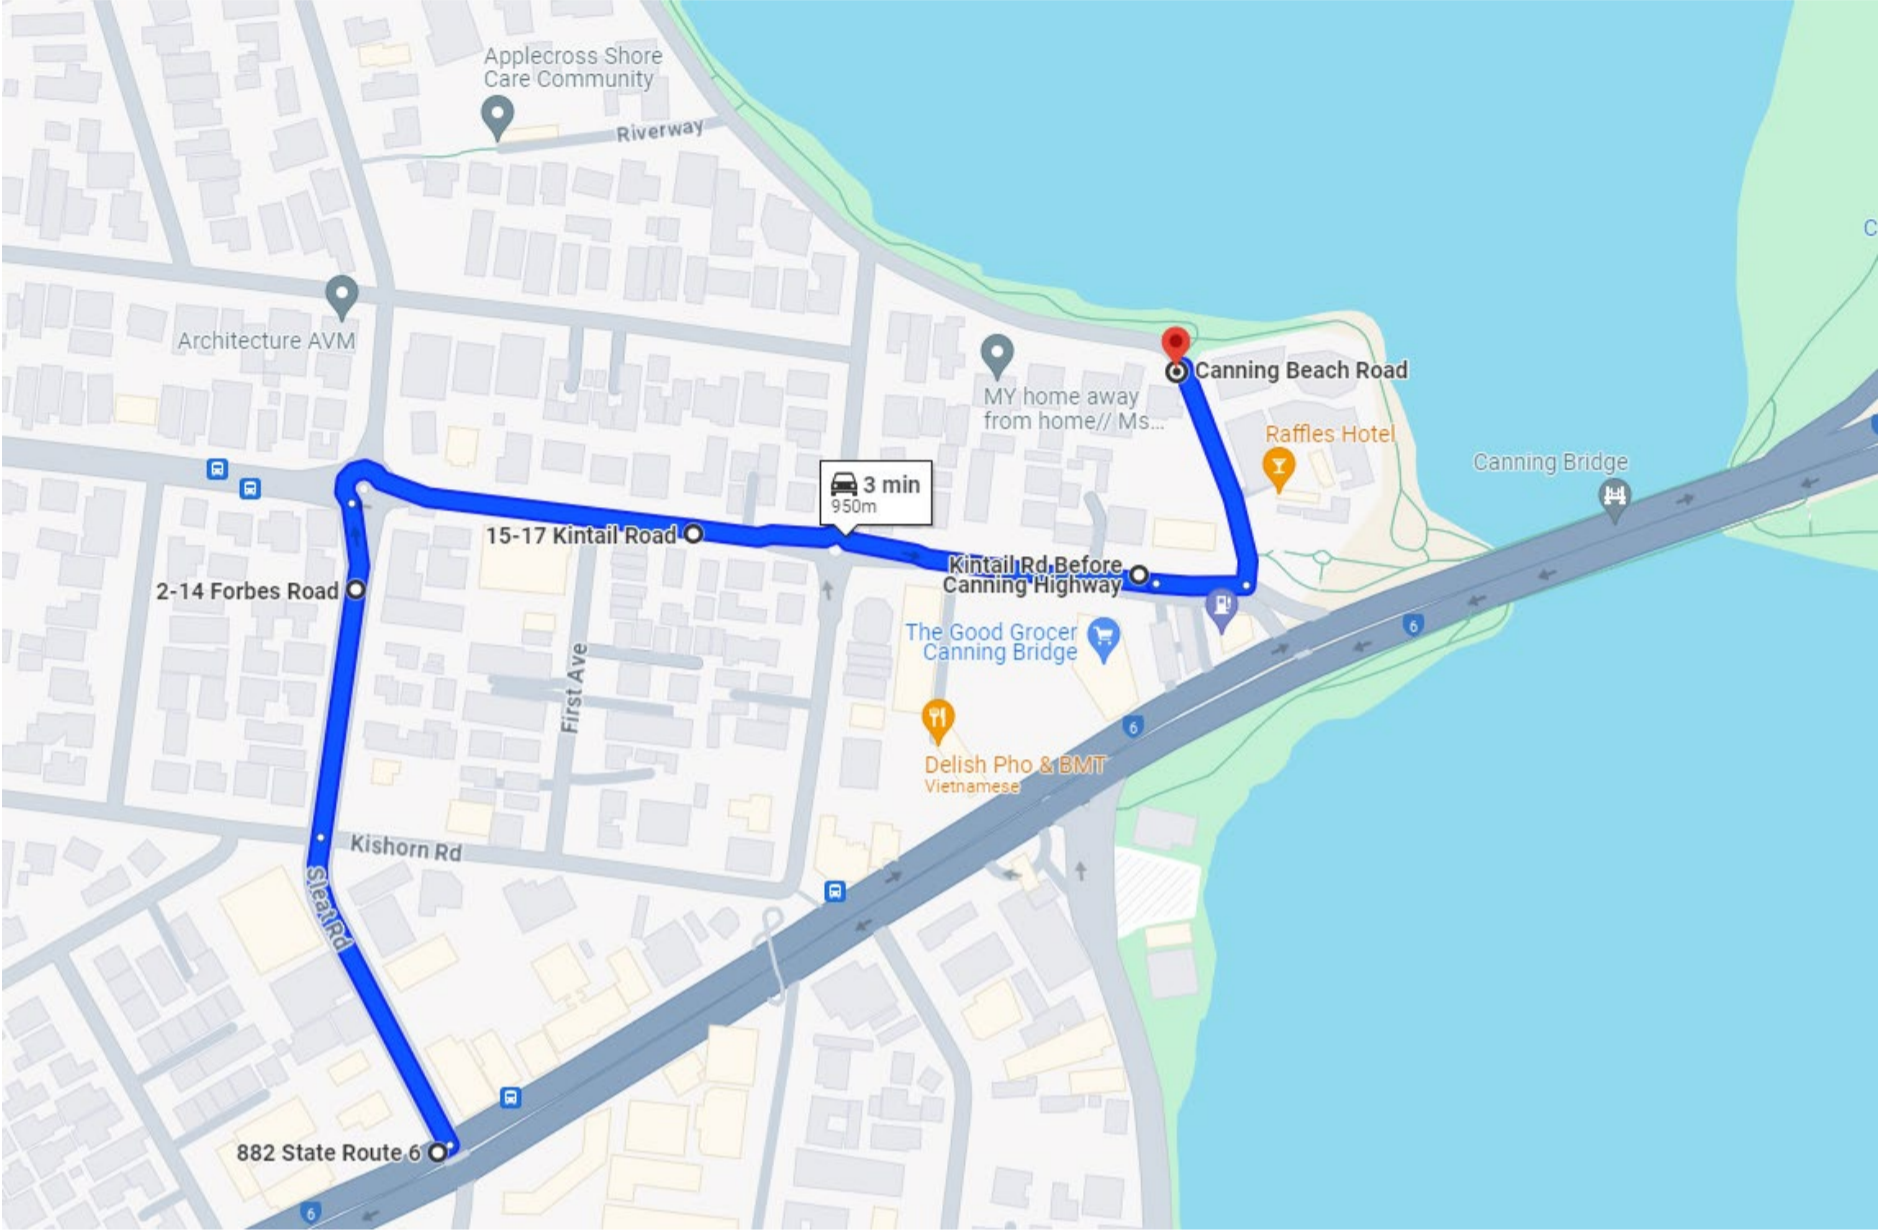 Applecross Shore
Care Community
Riverway
C
Architecture AVM
Canning Beach Road
MY home away
from home// Ms...
Raffles Hotel
Canning Bridge
3 min
950m
15-17 Kintail Road
Kintail Rd Before
Canning Highway
2-14 Forbes Road
The Good Grocer
Canning Bridge
6
First Ave
6
Delish Pho & BMT
Vietnamese
Kishorn Rd
Sleat Rd
882 State Route 6
6